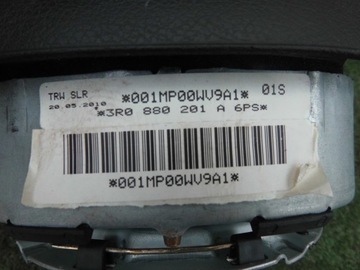 TRW SLR *001MP00WV9A1* 01S
20.05.2010
*3R0 880 201 A 6PS*
*001MP00WV9A1*